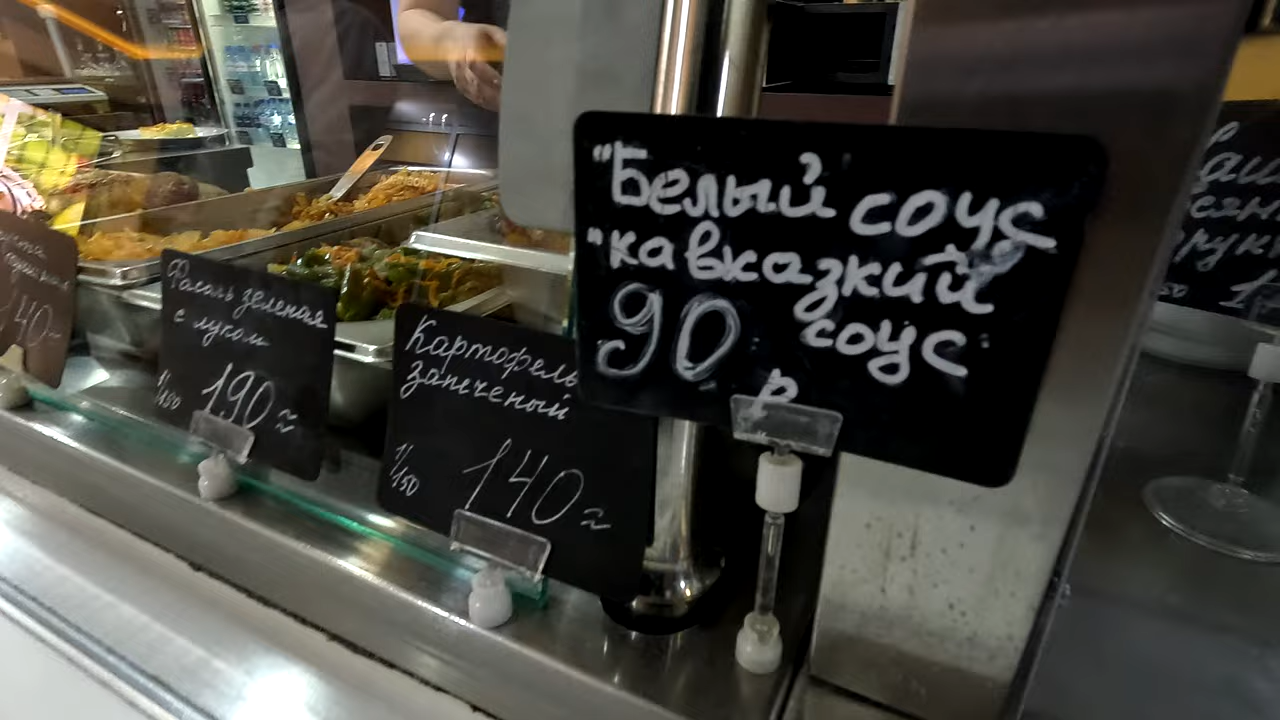 "Белый соус
"кавказкий
соус"
90
р
Фасоль зеленая
с луком
1/150
190=
Картофель
запеченый
1/150
140=